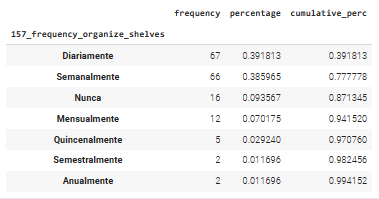 frequency percentage cumulative_perc
157_frequency_organize_shelves
Diariamente 67 0.391813 0.391813
Semanalmente 66 0.385965 0.777778
Nunca 16 0.093567 0.871345
Mensualmente 12 0.070175 0.941520
Quincenalmente 5 0.029240 0.970760
Semestralmente 2 0.011696 0.982456
Anualmente 2 0.011696 0.994152